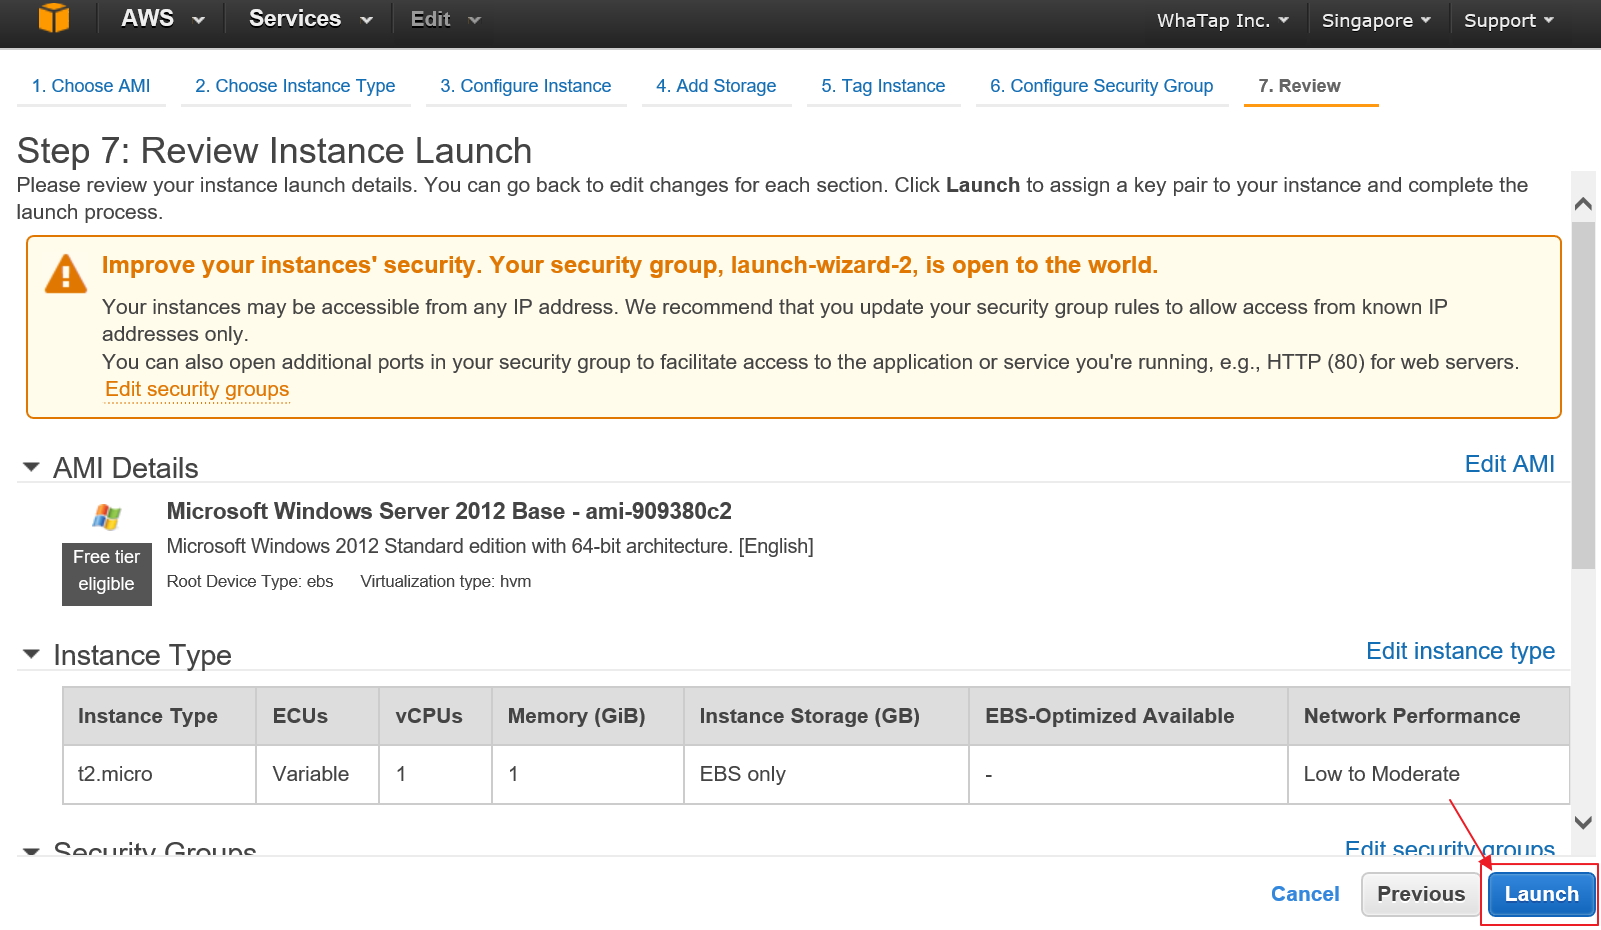 AWS Services Edit WhaTap Inc. Singapore Support
1. Choose AMI 2. Choose Instance Type 3. Configure Instance 4. Add Storage 5. Tag Instance 6. Configure Security Group 7. Review
Step 7: Review Instance Launch
Please review your instance launch details. You can go back to edit changes for each section. Click Launch to assign a key pair to your instance and complete the
launch process.
Improve your instances' security. Your security group, launch-wizard-2, is open to the world.
Your instances may be accessible from any IP address. We recommend that you update your security group rules to allow access from known IP
addresses only.
You can also open additional ports in your security group to facilitate access to the application or service you're running, e.g., HTTP (80) for web servers.
Edit security groups
AMI Details Edit AMI
Microsoft Windows Server 2012 Base - ami-909380c2
Free tier
eligible
Microsoft Windows 2012 Standard edition with 64-bit architecture. [English]
Root Device Type: ebs Virtualization type: hvm
Instance Type Edit instance type
Instance Type ECUs vCPUs Memory (GiB) Instance Storage (GB) EBS-Optimized Available Network Performance
t2.micro Variable 1 1 EBS only - Low to Moderate
Security Groups Edit security groups
Cancel Previous Launch